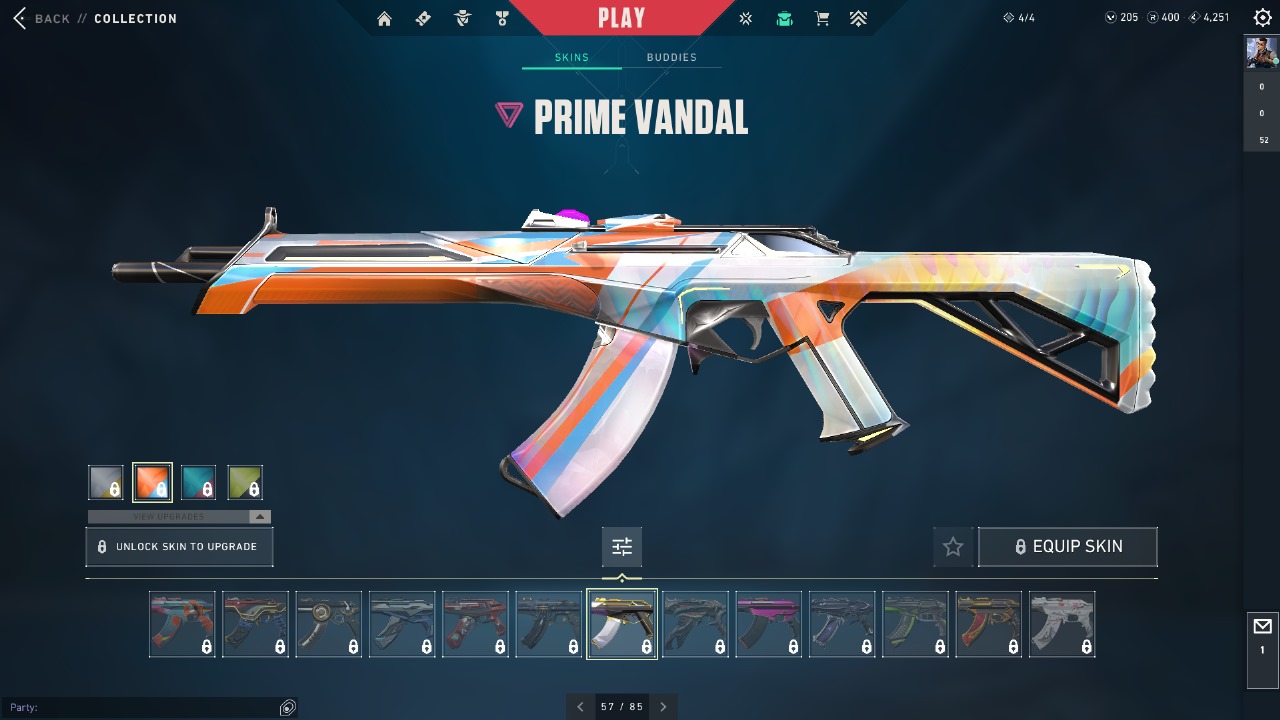 BACK // COLLECTION
PLAY
4/4
205
400
4,251
SKINS
BUDDIES
PRIME VANDAL
0
0
52
VIEW UPGRADES
UNLOCK SKIN TO UPGRADE
EQUIP SKIN
1
Party:
57 / 85